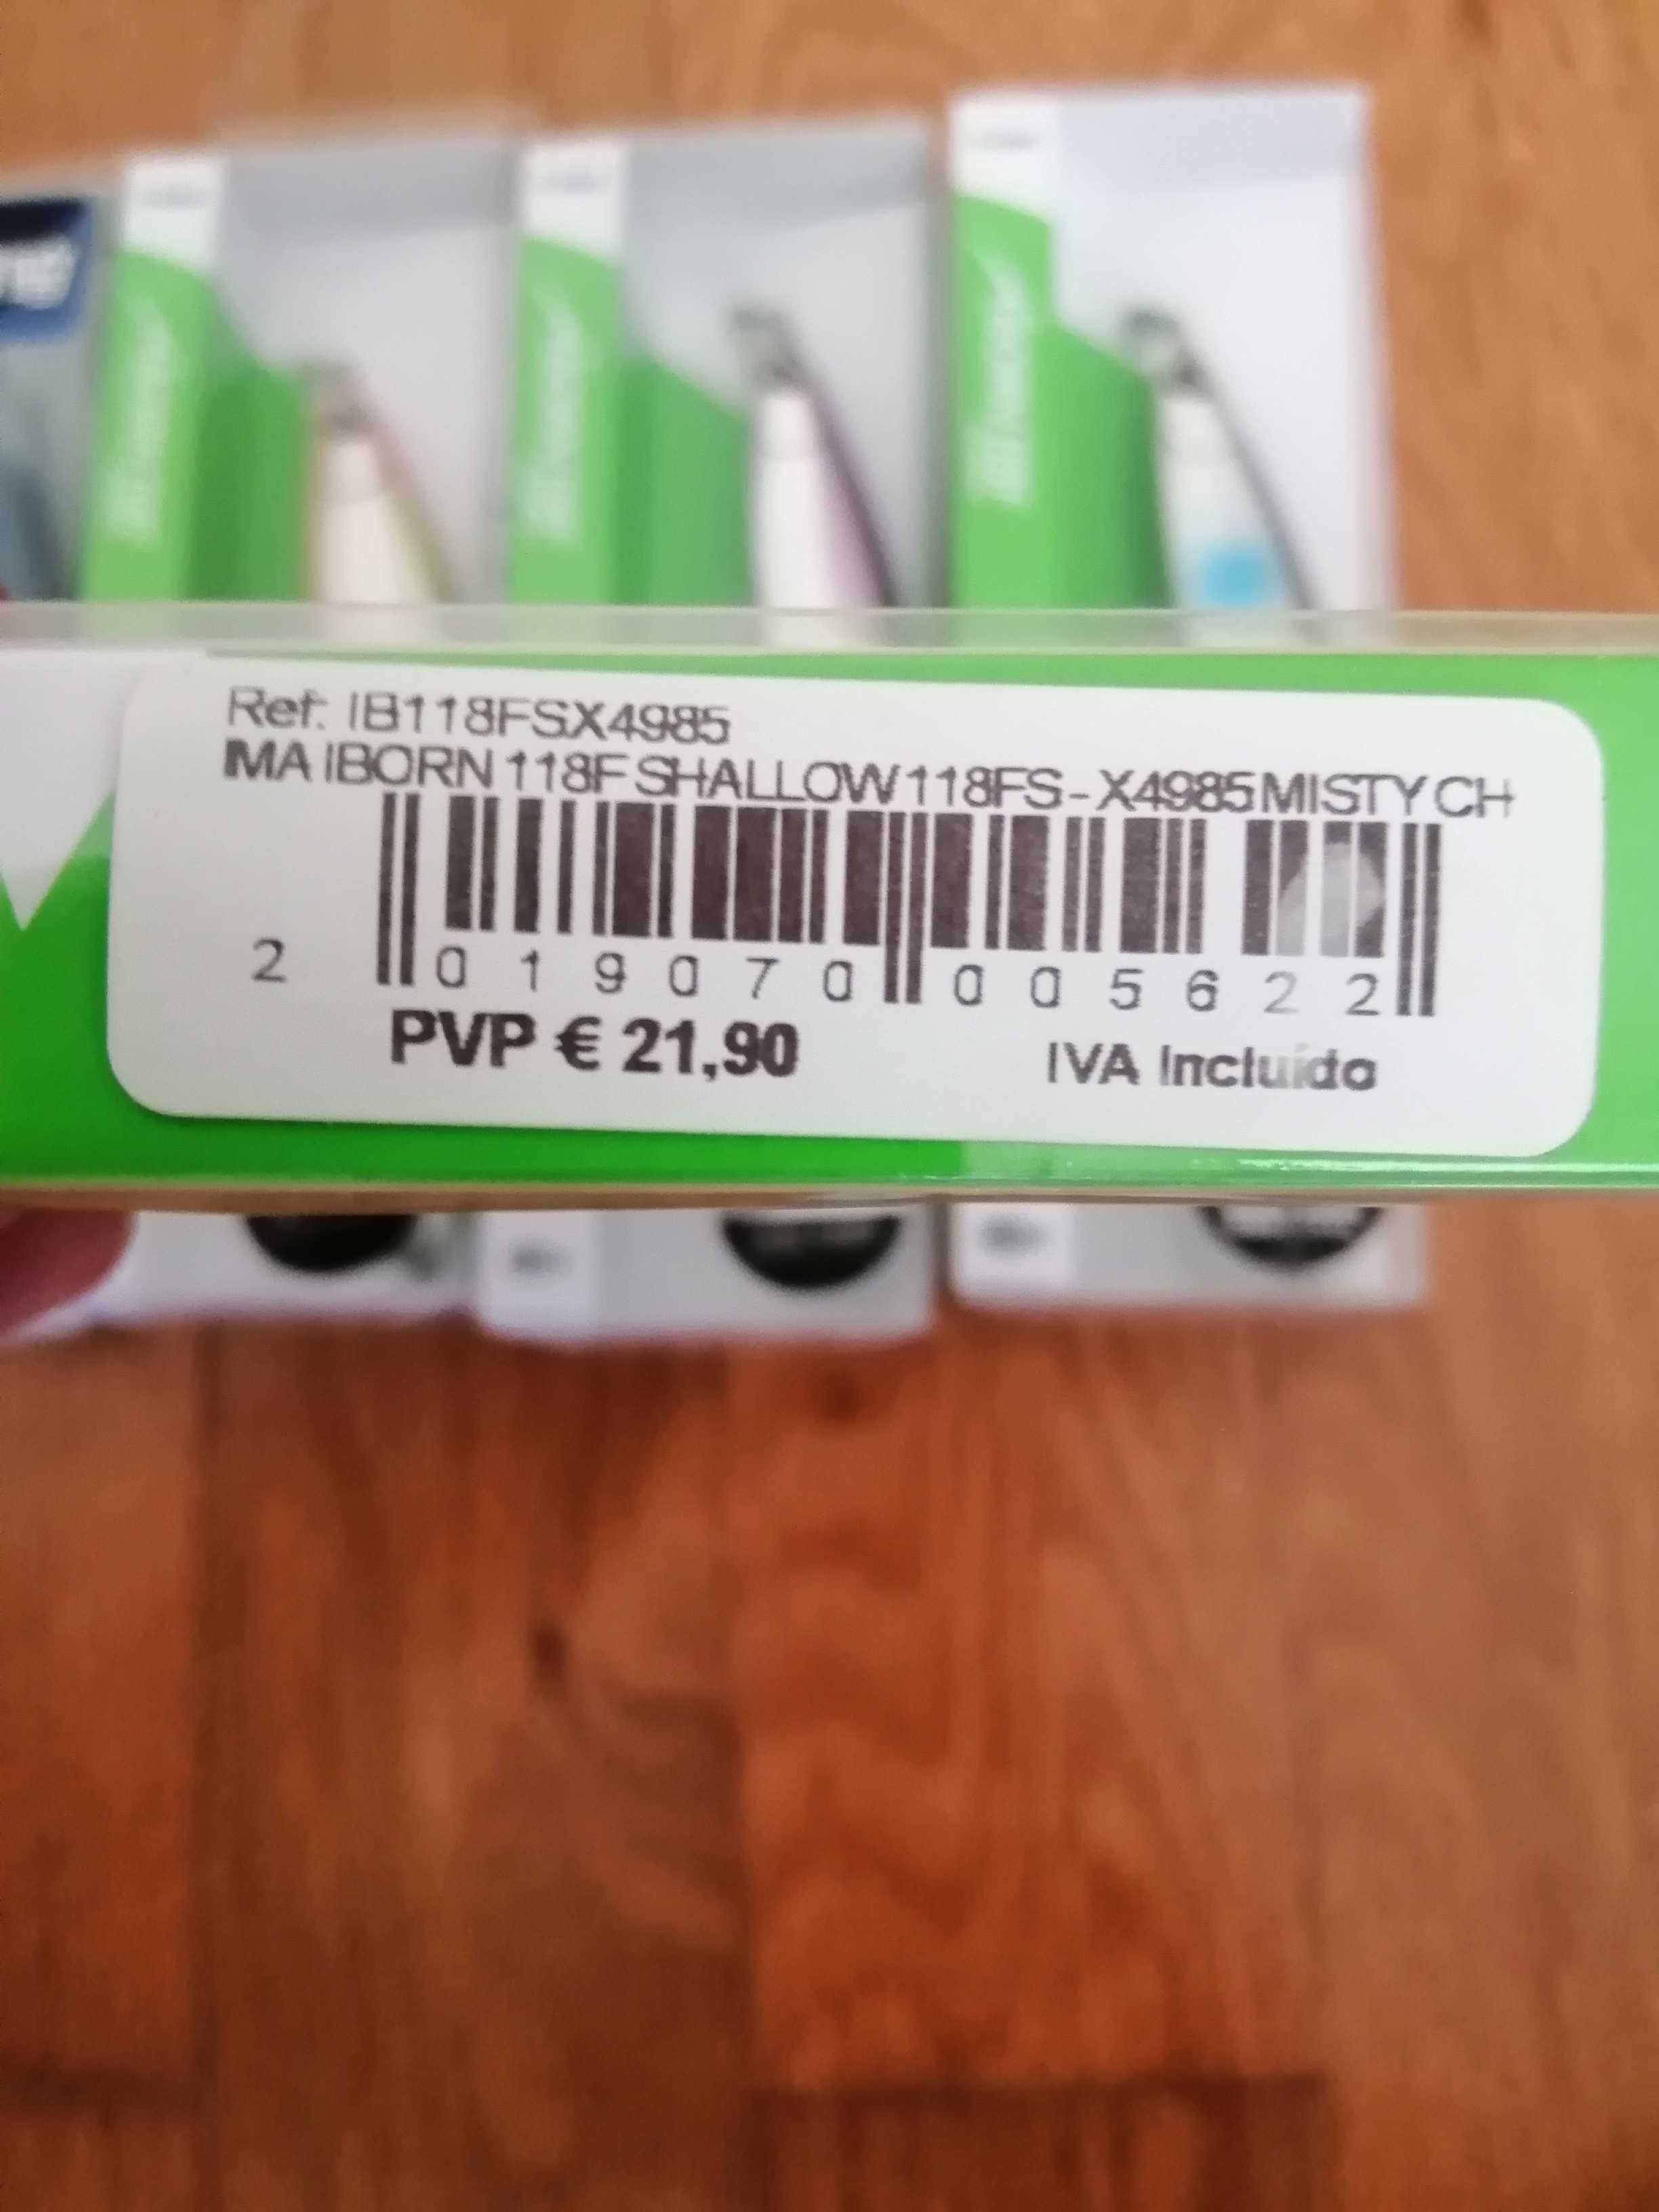 Ref: IB118FSX4985
IMA IBORN 118F SHALLOW 118FS - X4985 MISTY CH
2 019070 005622
PVP € 21,90 IVA Incluído